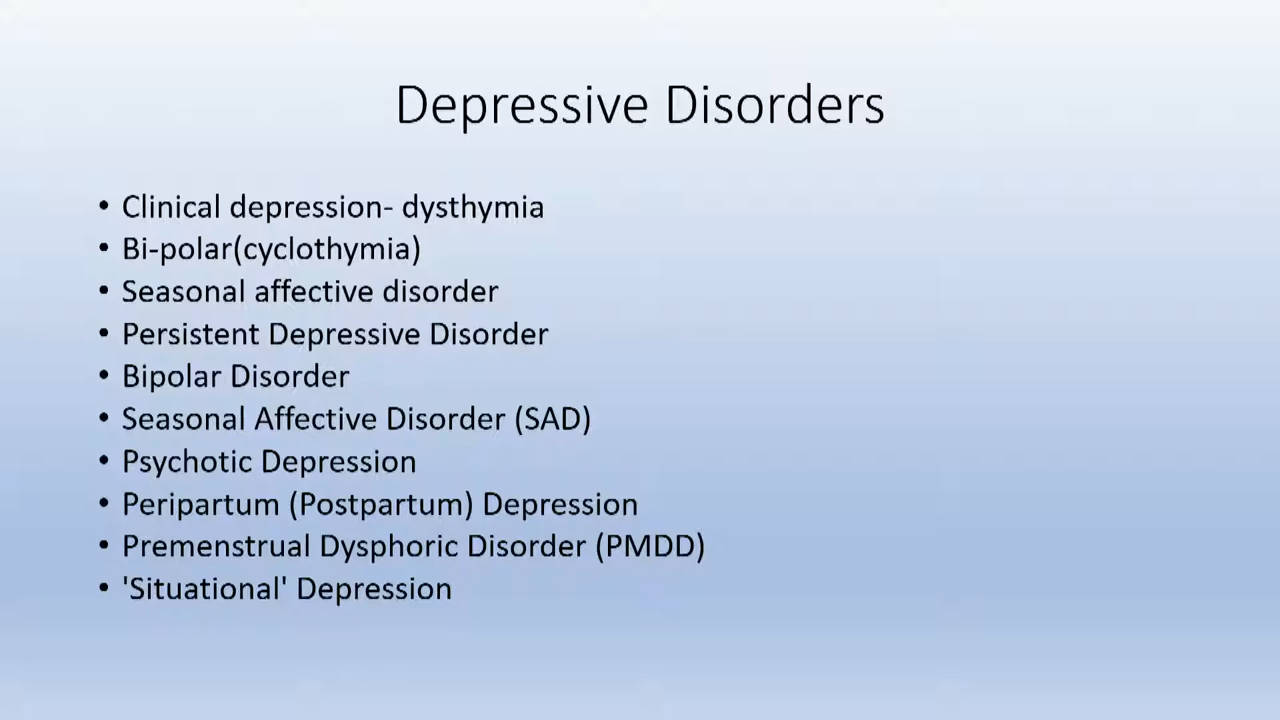 Depressive Disorders
• Clinical depression- dysthymia
• Bi-polar(cyclothymia)
• Seasonal affective disorder
• Persistent Depressive Disorder
• Bipolar Disorder
• Seasonal Affective Disorder (SAD)
• Psychotic Depression
• Peripartum (Postpartum) Depression
• Premenstrual Dysphoric Disorder (PMDD)
• 'Situational' Depression